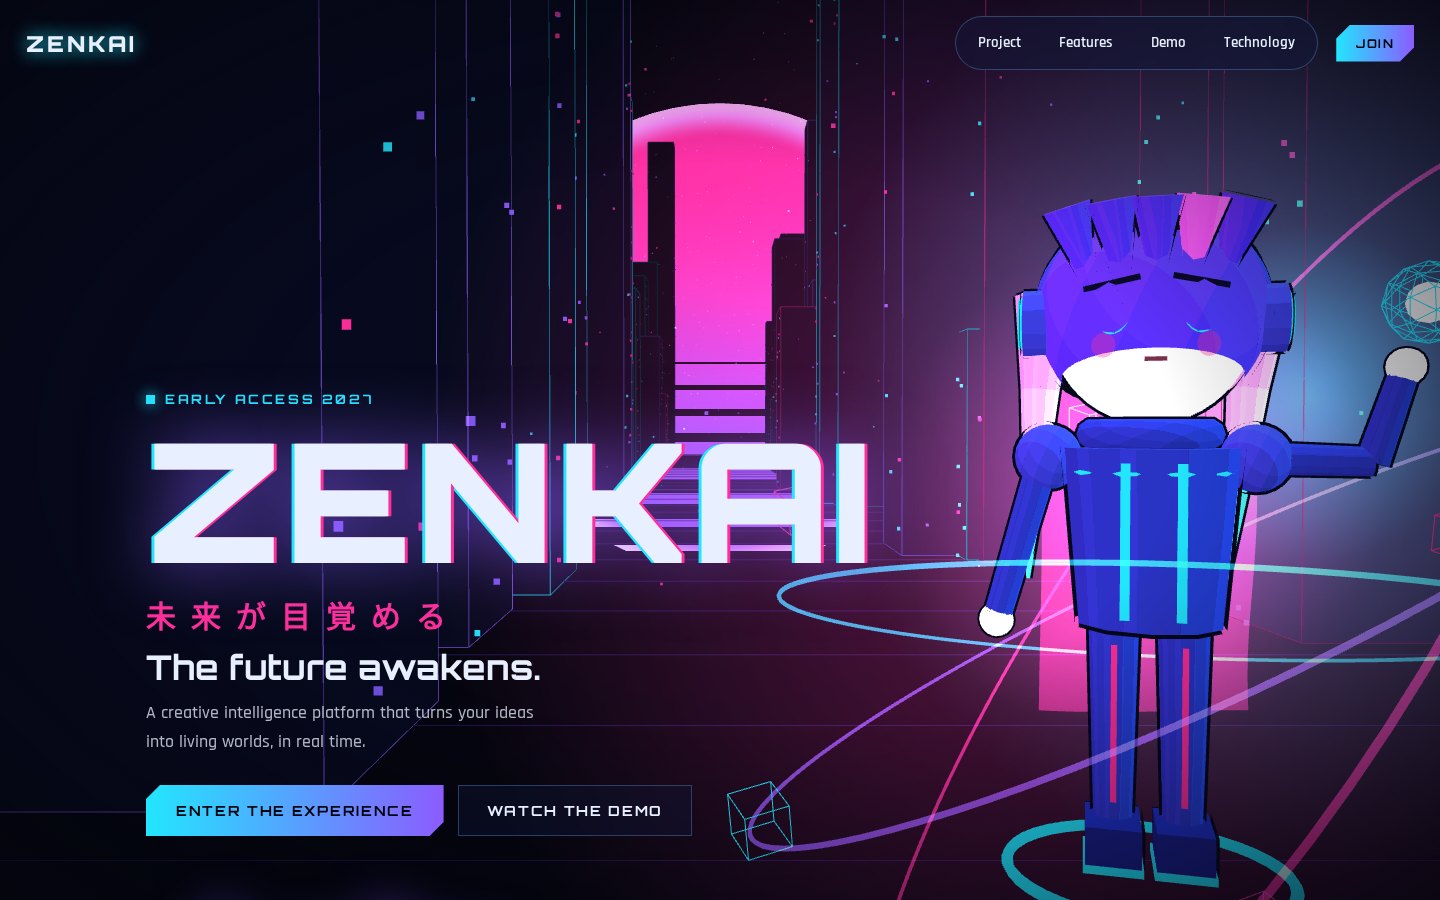 ZENKAI
Project
Features
Demo
Technology
JOIN
EARLY ACCESS 2027
ZENKAI
未来が目覚める
The future awakens.
A creative intelligence platform that turns your ideas
into living worlds, in real time.
ENTER THE EXPERIENCE
WATCH THE DEMO